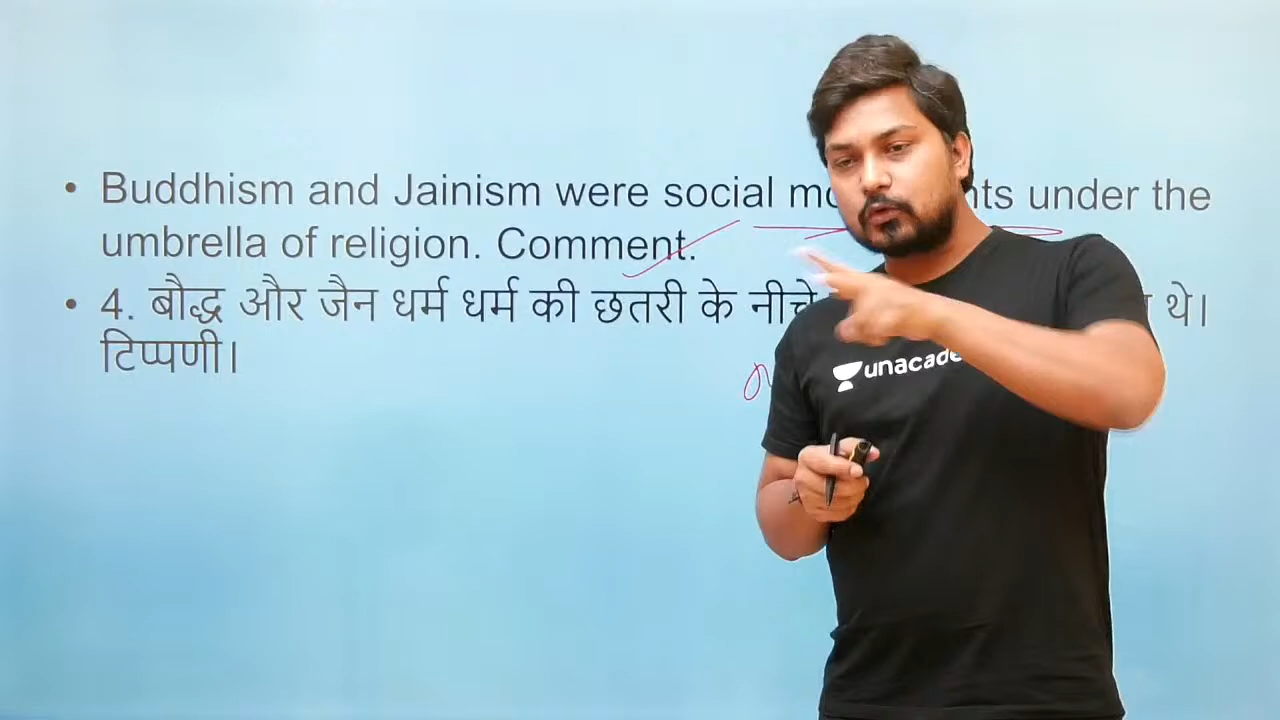 • Buddhism and Jainism were social under the
umbrella of religion. Comment.
• 4. बौद्ध और जैन धर्म धर्म की छतरी के नीचे थे।
टिप्पणी।